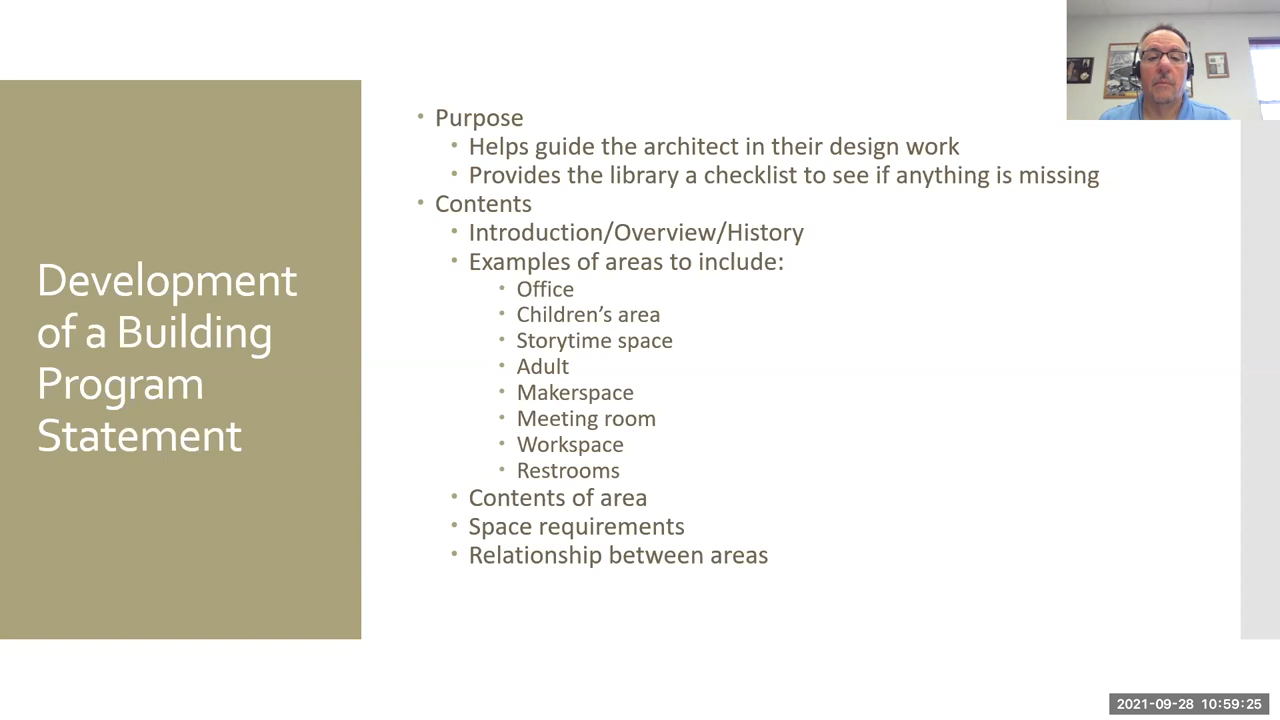 Development
of a Building
Program
Statement
Purpose
Helps guide the architect in their design work
Provides the library a checklist to see if anything is missing
Contents
Introduction/Overview/History
Examples of areas to include:
Office
Children’s area
Storytime space
Adult
Makerspace
Meeting room
Workspace
Restrooms
Contents of area
Space requirements
Relationship between areas
2021-09-28 10:59:25